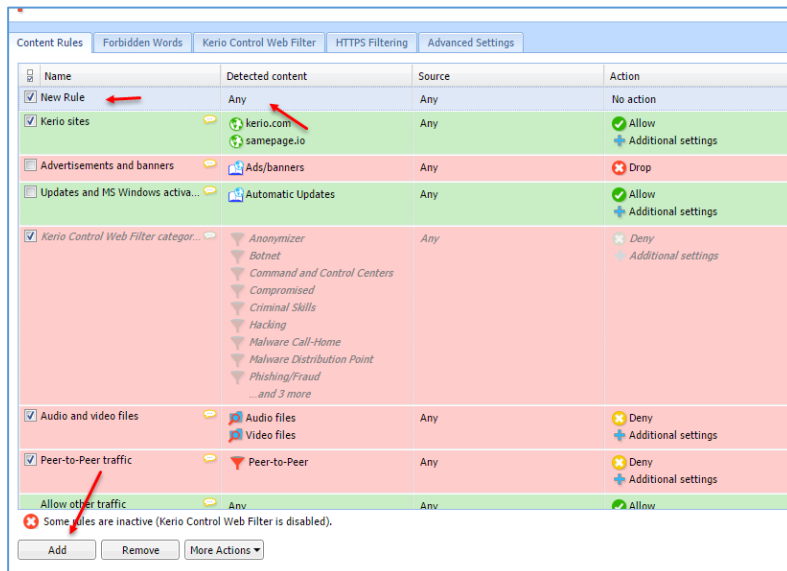 Content Rules Forbidden Words Kerio Control Web Filter HTTPS Filtering Advanced Settings
Name Detected content Source Action
New Rule Any Any No action
Kerio sites kerio.com Any Allow
samepage.io Additional settings
Advertisements and banners Ads/banners Any Drop
Updates and MS Windows activa... Automatic Updates Any Allow
Additional settings
Kerio Control Web Filter categor... Anonymizer Any Deny
Botnet Additional settings
Command and Control Centers
Compromised
Criminal Skills
Hacking
Malware Call-Home
Malware Distribution Point
Phishing/Fraud
...and 3 more
Audio and video files Audio files Any Deny
Video files Additional settings
Peer-to-Peer traffic Peer-to-Peer Any Deny
Additional settings
Allow other traffic Any Any Allow
Some rules are inactive (Kerio Control Web Filter is disabled).
Add Remove More Actions